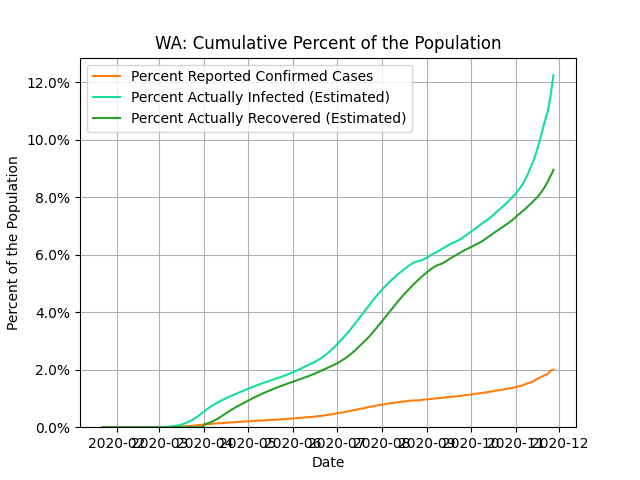 WA: Cumulative Percent of the Population
Percent Reported Confirmed Cases
Percent Actually Infected (Estimated)
Percent Actually Recovered (Estimated)
12.0%
10.0%
8.0%
6.0%
4.0%
2.0%
0.0%
Percent of the Population
2020-02 2020-03 2020-04 2020-05 2020-06 2020-07 2020-08 2020-09 2020-10 2020-11 2020-12
Date